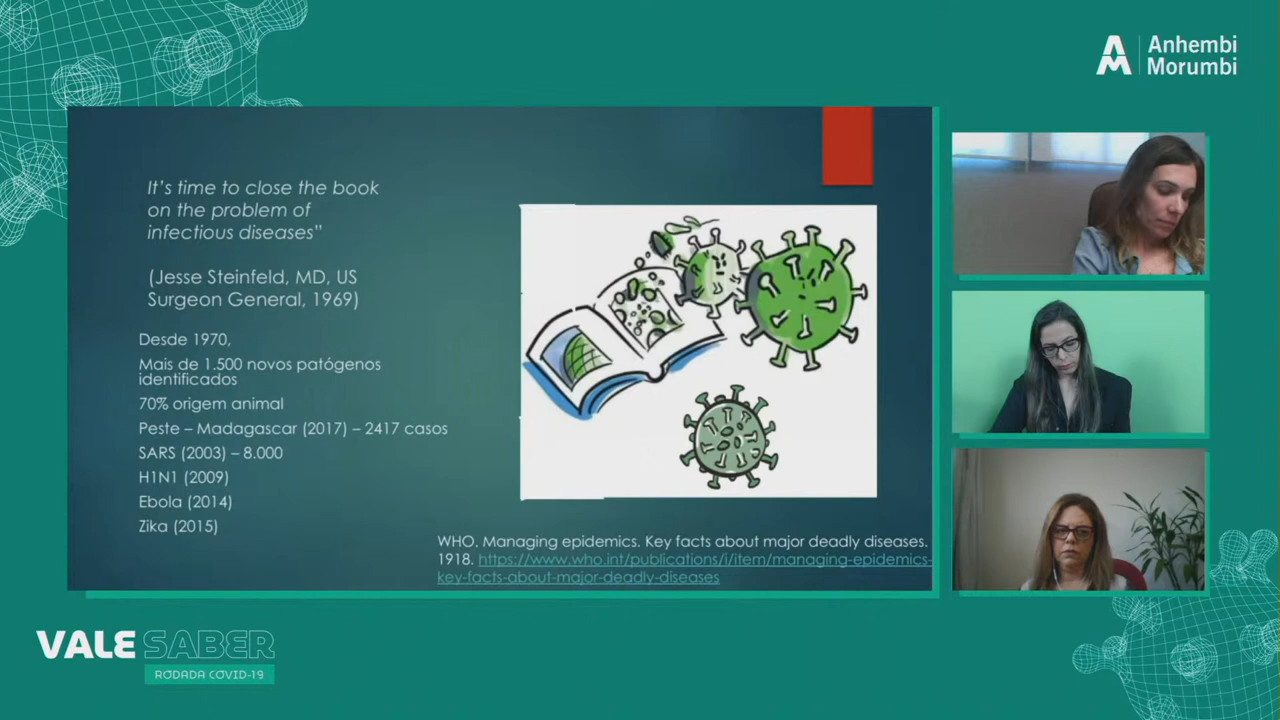 Anhembi
Morumbi
It's time to close the book
on the problem of
infectious diseases”
(Jesse Steinfeld, MD, US
Surgeon General, 1969)
Desde 1970,
Mais de 1.500 novos patógenos
identificados
70% origem animal
Peste – Madagascar (2017) – 2417 casos
SARS (2003) – 8.000
H1N1 (2009)
Ebola (2014)
Zika (2015)
WHO. Managing epidemics. Key facts about major deadly diseases.
1918. https://www.who.int/publications/i/item/managing-epidemics-
key-facts-about-major-deadly-diseases
VALE SABER
RODADA COVID-19